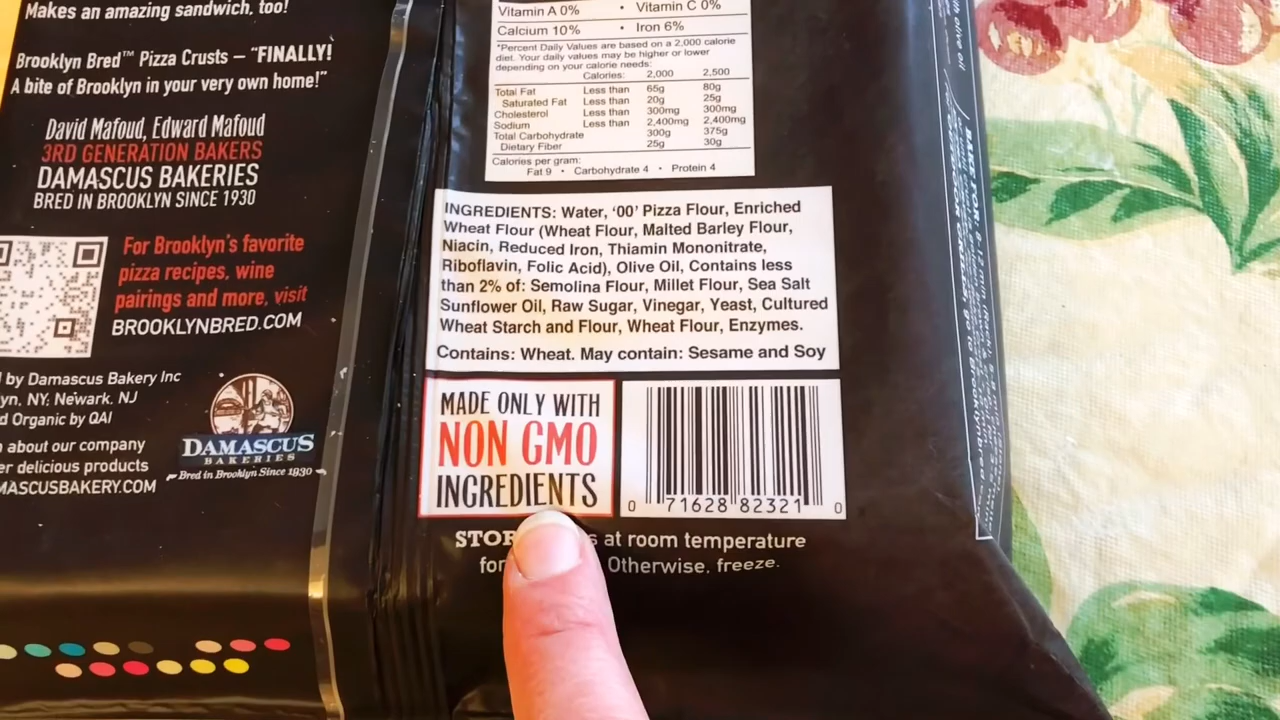 Makes an amazing sandwich, too!
Brooklyn Bred™ Pizza Crusts – "FINALLY!
A bite of Brooklyn in your very own home!"
David Mafoud, Edward Mafoud
3RD GENERATION BAKERS
DAMASCUS BAKERIES
BRED IN BROOKLYN SINCE 1930
For Brooklyn's favorite
pizza recipes, wine
pairings and more, visit
BROOKLYNBRED.COM
by Damascus Bakery Inc
NY; Newark, NJ
Organic by QAI
about our company
delicious products
DAMASCUS
BAKERIES
Bred in Brooklyn Since 1930
Vitamin A 0% • Vitamin C 0%
Calcium 10% • Iron 6%
*Percent Daily Values are based on a 2,000 calorie
diet. Your daily values may be higher or lower
depending on your calorie needs:
Calories: 2,000 2,500
Total Fat Less than 65g 80g
Saturated Fat Less than 20g 25g
Cholesterol Less than 300mg 300mg
Sodium Less than 2,400mg 2,400mg
Total Carbohydrate 300g 375g
Dietary Fiber 25g 30g
Calories per gram:
Fat 9 • Carbohydrate 4 • Protein 4
INGREDIENTS: Water, '00' Pizza Flour, Enriched
Wheat Flour (Wheat Flour, Malted Barley Flour,
Niacin, Reduced Iron, Thiamin Mononitrate,
Riboflavin, Folic Acid), Olive Oil, Contains less
than 2% of: Semolina Flour, Millet Flour, Sea Salt
Sunflower Oil, Raw Sugar, Vinegar, Yeast, Cultured
Wheat Starch and Flour, Wheat Flour, Enzymes.
Contains: Wheat. May contain: Sesame and Soy
MADE ONLY WITH
NON GMO
INGREDIENTS
0 71628 82321 0
at room temperature
Otherwise, freeze.